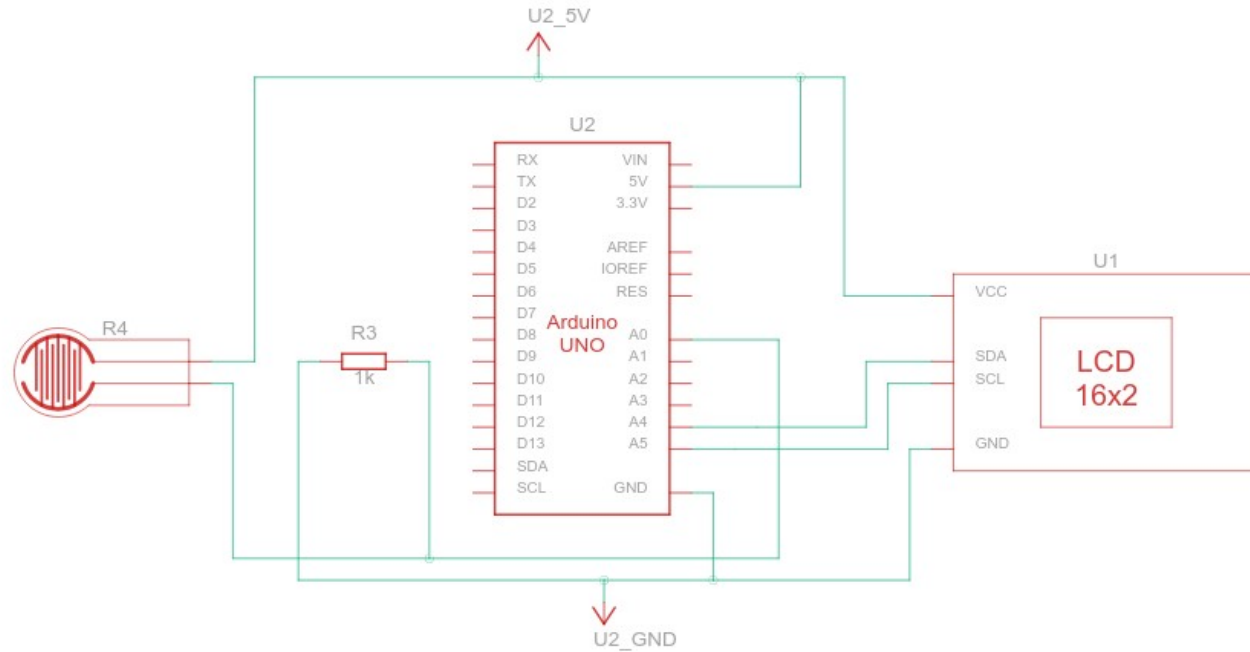 U2_5V
U2
RX
TX
D2
D3
D4
D5
D6
D7
D8
D9
D10
D11
D12
D13
SDA
SCL
VIN
5V
3.3V
AREF
IOREF
RES
A0
A1
A2
A3
A4
A5
GND
Arduino
UNO
R4
R3
1k
U1
VCC
SDA
SCL
GND
LCD
16x2
U2_GND